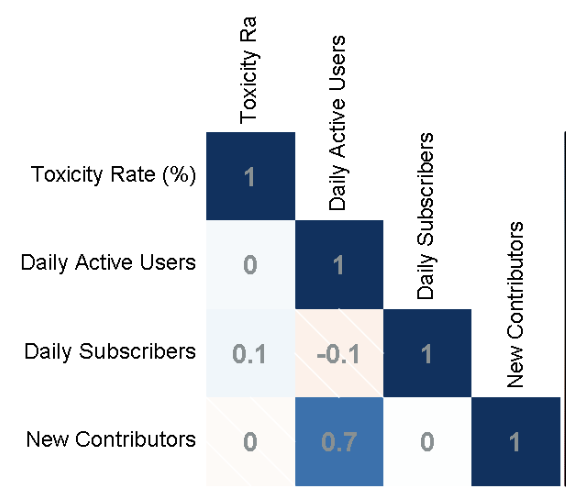 Toxicity Ra
Daily Active Users
Daily Subscribers
New Contributors
Toxicity Rate (%)
1
Daily Active Users
0
1
Daily Subscribers
0.1
-0.1
1
New Contributors
0
0.7
0
1